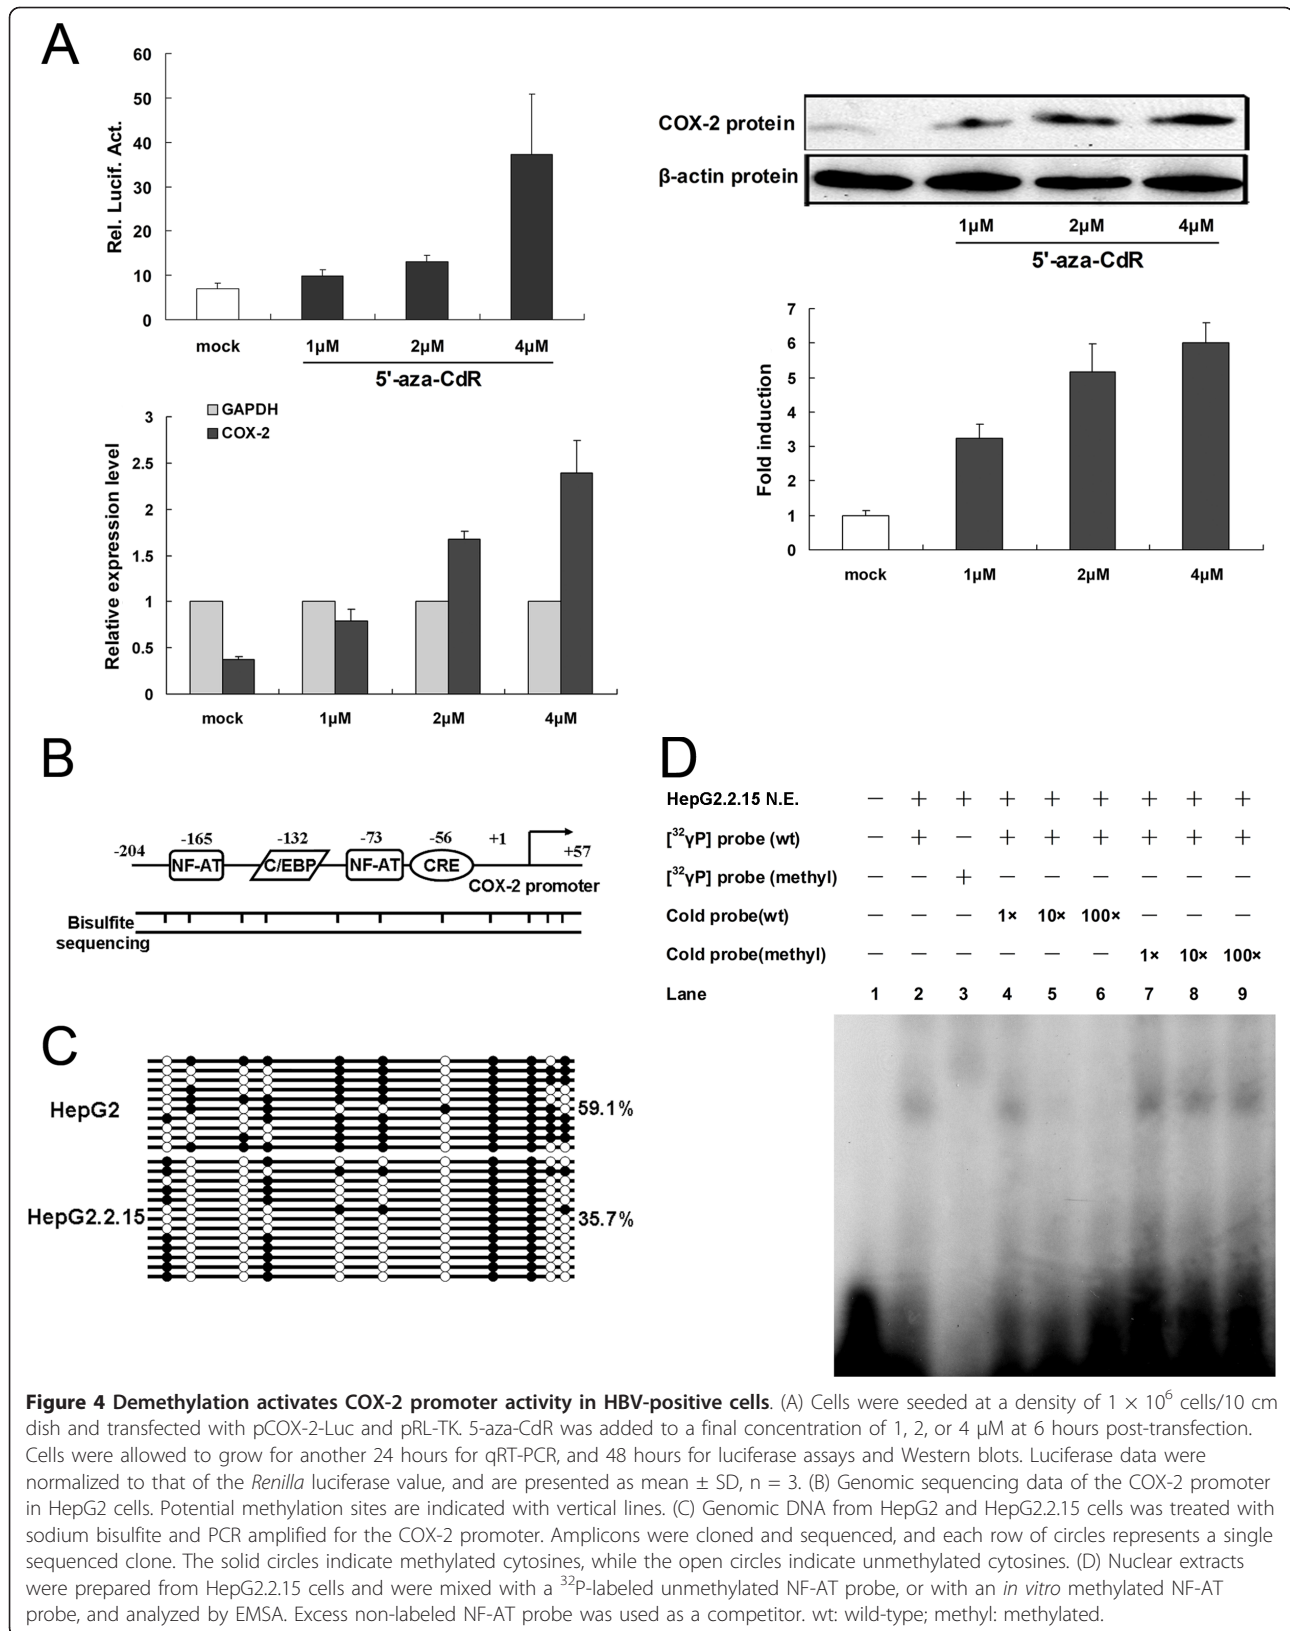 A
60
50
40
30
20
10
0
Rel. Lucif. Act.
mock 1µM 2µM 4µM
5'-aza-CdR
COX-2 protein
β-actin protein
1µM 2µM 4µM
5'-aza-CdR
GAPDH
COX-2
3
2.5
2
1.5
1
0.5
0
Relative expression level
mock 1µM 2µM 4µM
7
6
5
4
3
2
1
0
Fold induction
mock 1µM 2µM 4µM
B
-204 -165 -132 -73 -56 +1 +57
NF-AT C/EBP NF-AT CRE
COX-2 promoter
Bisulfite
sequencing
C
HepG2 59.1%
HepG2.2.15 35.7%
D
HepG2.2.15 N.E. − + + + + + + + +
[³²γP] probe (wt) − + − + + + + + +
[³²γP] probe (methyl) − − + − − − − − −
Cold probe(wt) − − − 1× 10× 100× − − −
Cold probe(methyl) − − − − − − 1× 10× 100×
Lane 1 2 3 4 5 6 7 8 9
Figure 4 Demethylation activates COX-2 promoter activity in HBV-positive cells. (A) Cells were seeded at a density of 1 × 10⁶ cells/10 cm
dish and transfected with pCOX-2-Luc and pRL-TK. 5-aza-CdR was added to a final concentration of 1, 2, or 4 µM at 6 hours post-transfection.
Cells were allowed to grow for another 24 hours for qRT-PCR, and 48 hours for luciferase assays and Western blots. Luciferase data were
normalized to that of the Renilla luciferase value, and are presented as mean ± SD, n = 3. (B) Genomic sequencing data of the COX-2 promoter
in HepG2 cells. Potential methylation sites are indicated with vertical lines. (C) Genomic DNA from HepG2 and HepG2.2.15 cells was treated with
sodium bisulfite and PCR amplified for the COX-2 promoter. Amplicons were cloned and sequenced, and each row of circles represents a single
sequenced clone. The solid circles indicate methylated cytosines, while the open circles indicate unmethylated cytosines. (D) Nuclear extracts
were prepared from HepG2.2.15 cells and were mixed with a ³²P-labeled unmethylated NF-AT probe, or with an in vitro methylated NF-AT
probe, and analyzed by EMSA. Excess non-labeled NF-AT probe was used as a competitor. wt: wild-type; methyl: methylated.